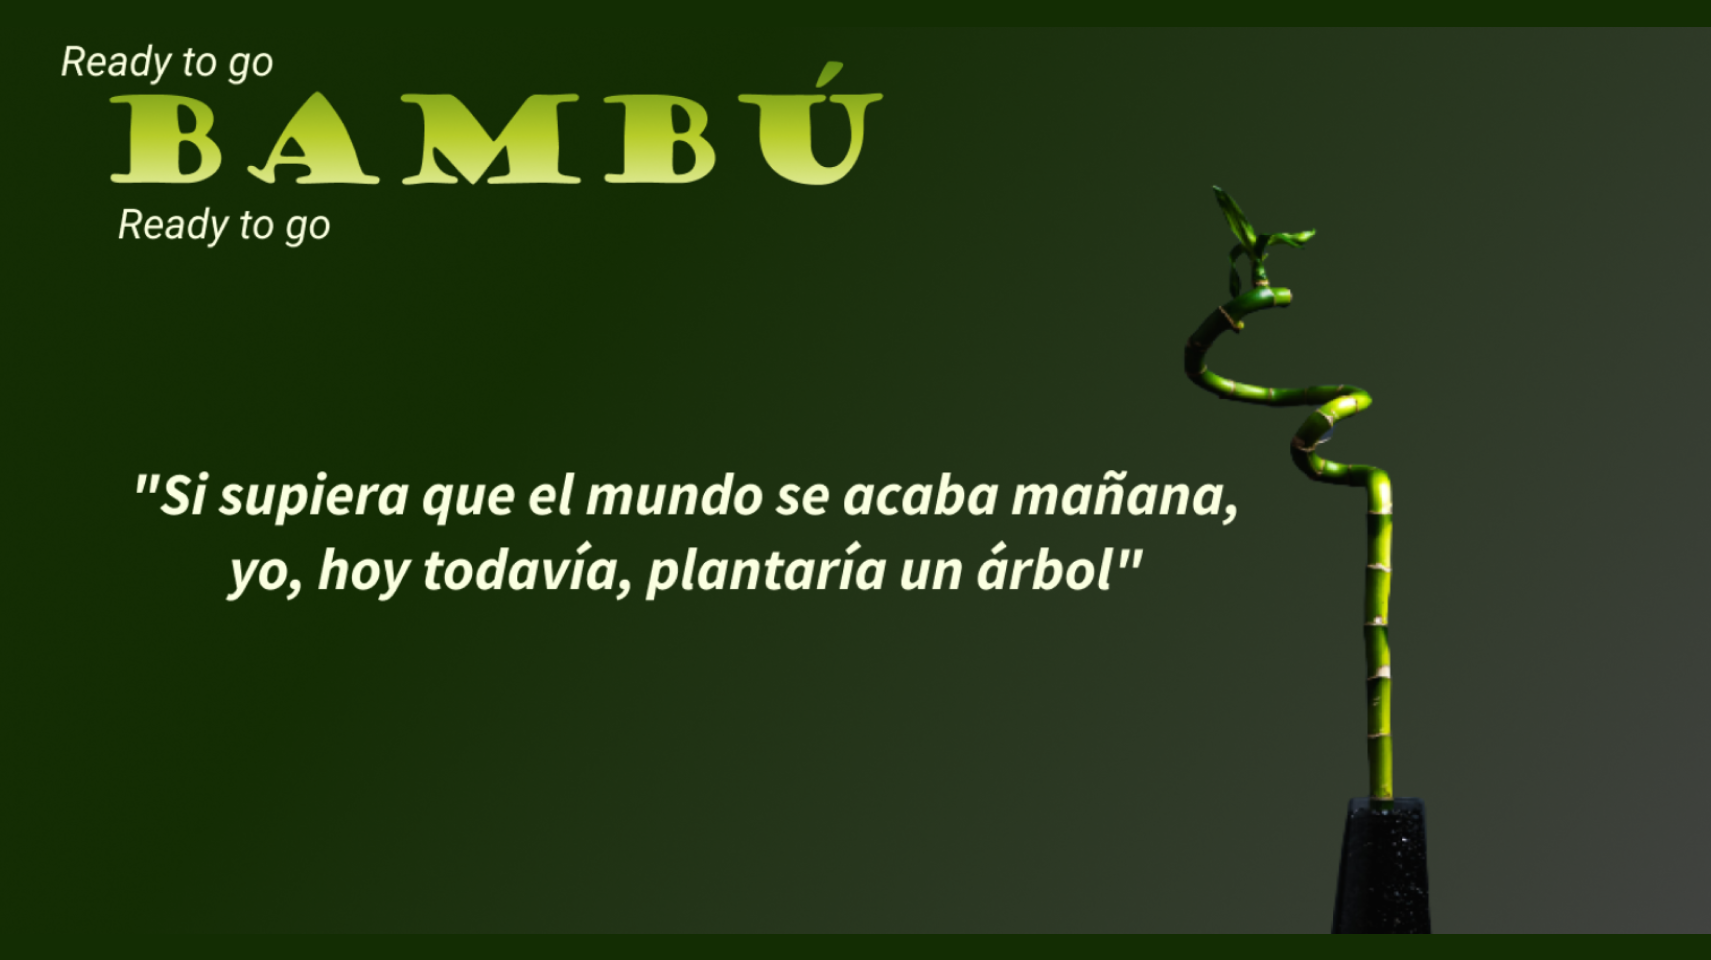 Ready to go
BAMBÚ
Ready to go
"Si supiera que el mundo se acaba mañana,
yo, hoy todavía, plantaría un árbol"